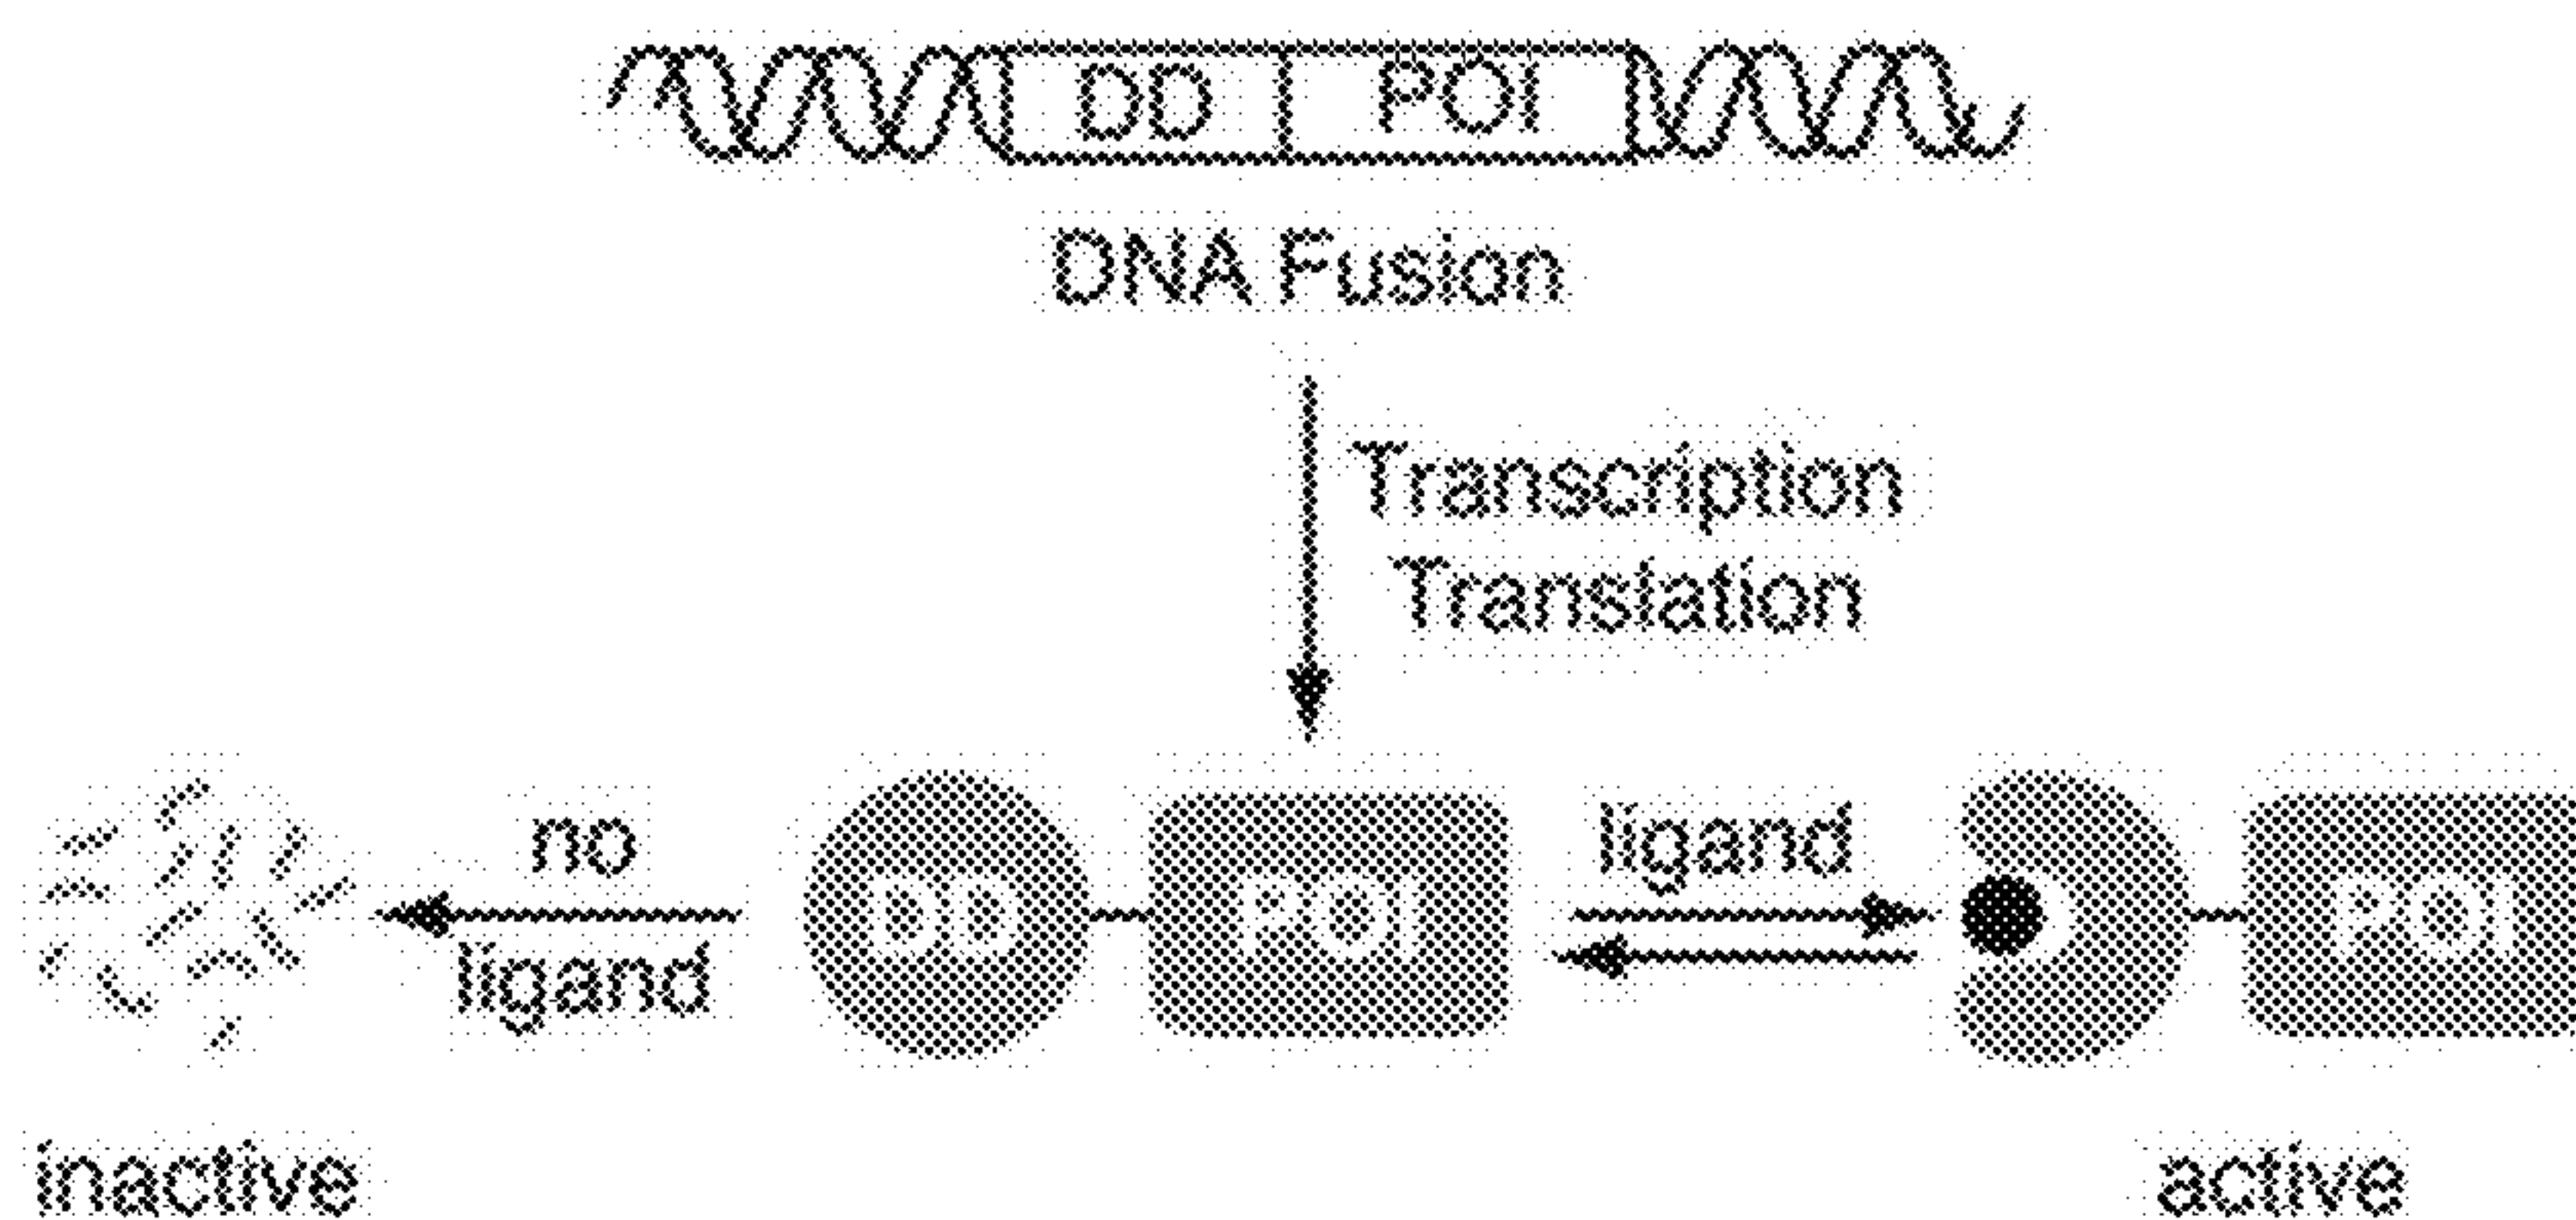 DD POI
DNA Fusion
Transcription
Translation
no
ligand
DD POI
ligand
POI
inactive
active